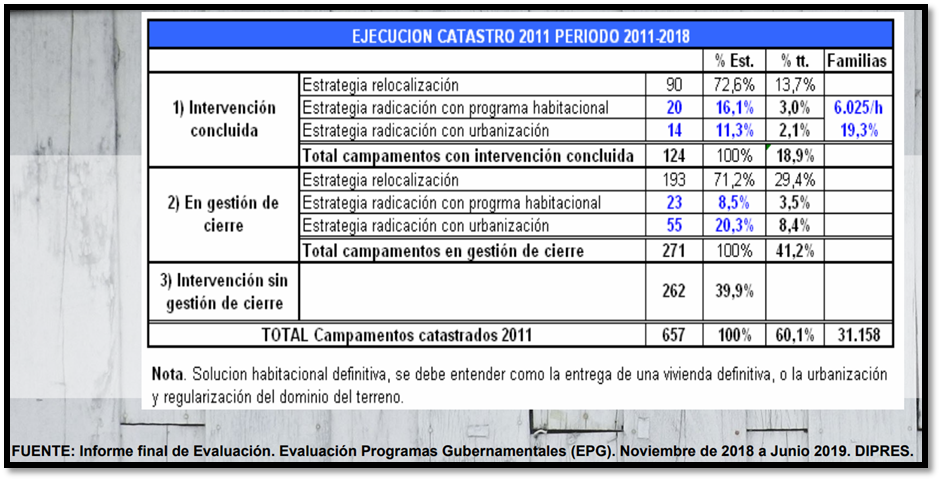 EJECUCION CATASTRO 2011 PERIODO 2011-2018
% Est. % tt. Familias
1) Intervención concluida
Estrategia relocalización 90 72,6% 13,7%
Estrategia radicación con programa habitacional 20 16,1% 3,0% 6.025/h
Estrategia radicación con urbanización 14 11,3% 2,1% 19,3%
Total campamentos con intervención concluida 124 100% 18,9%
2) En gestión de cierre
Estrategia relocalización 193 71,2% 29,4%
Estrategia radicación con progrma habitacional 23 8,5% 3,5%
Estrategia radicación con urbanización 55 20,3% 8,4%
Total campamentos en gestión de cierre 271 100% 41,2%
3) Intervención sin gestión de cierre 262 39,9%
TOTAL Campamentos catastrados 2011 657 100% 60,1% 31.158
Nota. Solucion habitacional definitiva, se debe entender como la entrega de una vivienda definitiva, o la urbanización
y regularización del dominio del terreno.
FUENTE: Informe final de Evaluación. Evaluación Programas Gubernamentales (EPG). Noviembre de 2018 a Junio 2019. DIPRES.